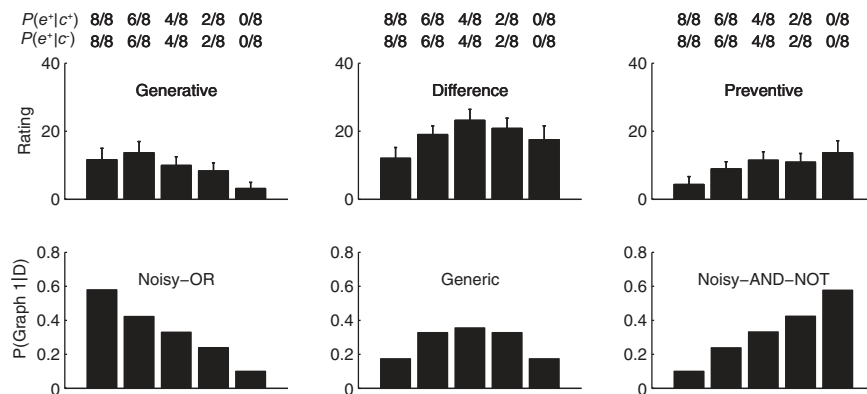 P(e⁺|c⁺) 8/8 6/8 4/8 2/8 0/8 8/8 6/8 4/8 2/8 0/8 8/8 6/8 4/8 2/8 0/8
P(e⁺|c⁻) 8/8 6/8 4/8 2/8 0/8 8/8 6/8 4/8 2/8 0/8 8/8 6/8 4/8 2/8 0/8
40 40 40
Generative Difference Preventive
Rating
20 20 20
0 0 0
0.8 0.8 0.8
Noisy–OR Generic Noisy–AND–NOT
P(Graph 1|D)
0.6 0.6 0.6
0.4 0.4 0.4
0.2 0.2 0.2
0 0 0